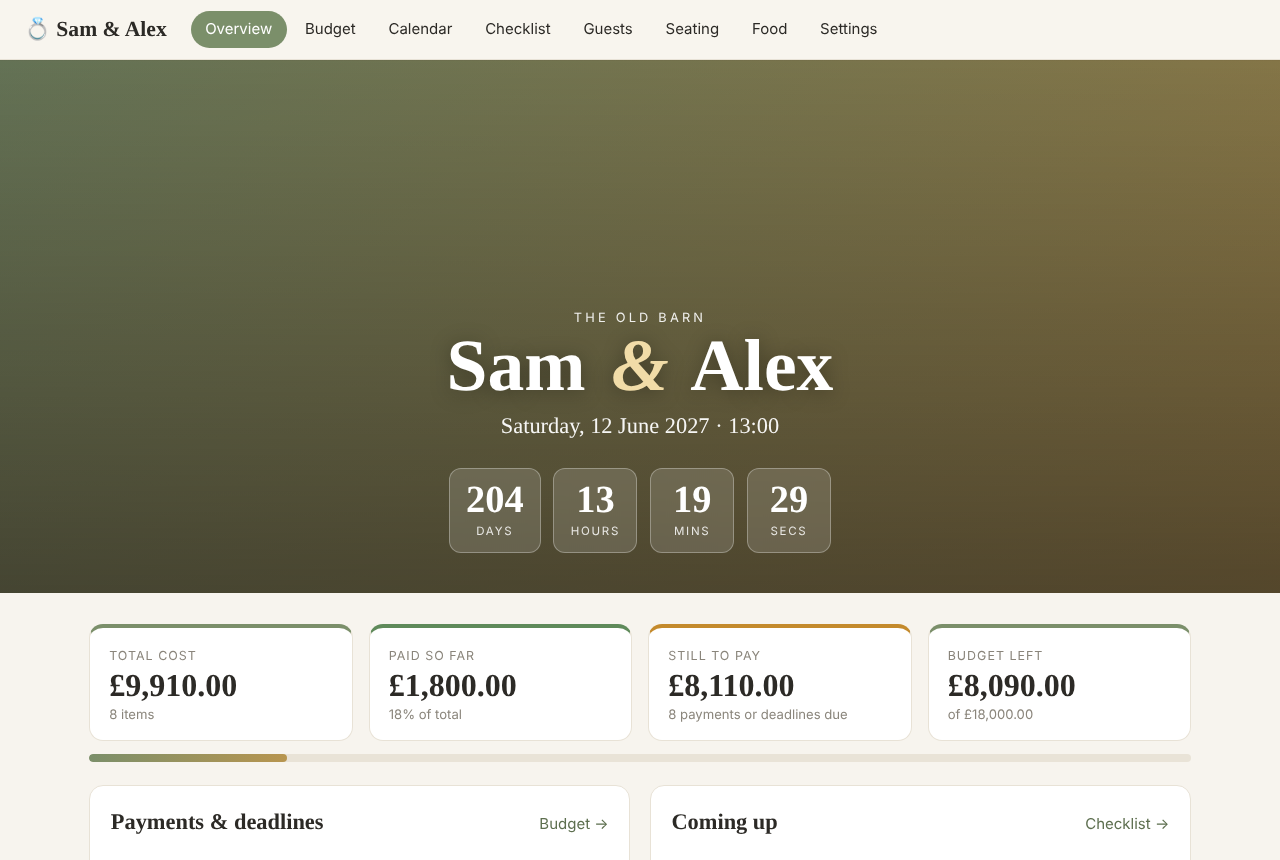 💍 Sam & Alex Overview Budget Calendar Checklist Guests Seating Food Settings
THE OLD BARN
Sam & Alex
Saturday, 12 June 2027 · 13:00
204 13 19 29
DAYS HOURS MINS SECS
TOTAL COST
£9,910.00
8 items
PAID SO FAR
£1,800.00
18% of total
STILL TO PAY
£8,110.00
8 payments or deadlines due
BUDGET LEFT
£8,090.00
of £18,000.00
Payments & deadlines Budget →
Coming up Checklist →